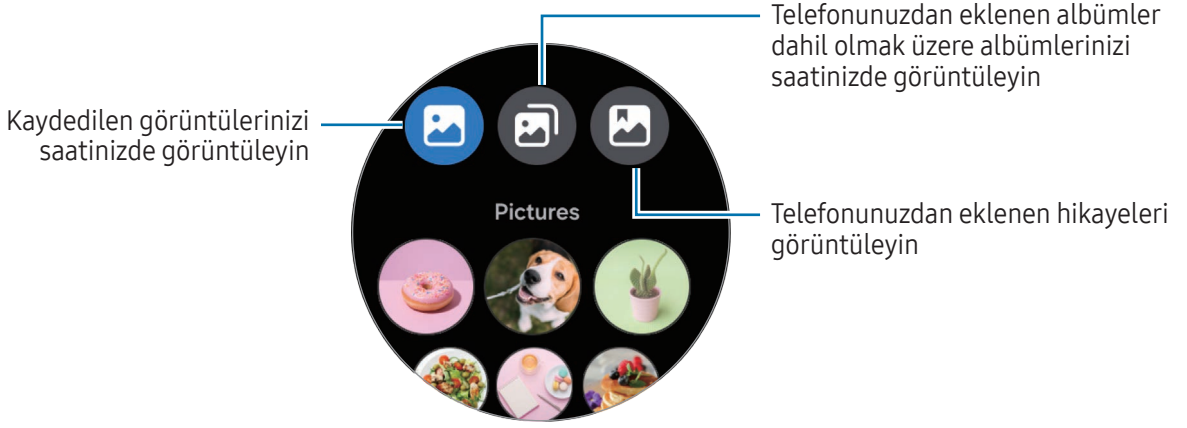 Telefonunuzdan eklenen albümler
dahil olmak üzere albümlerinizi
saatinizde görüntüleyin
Kaydedilen görüntülerinizi
saatinizde görüntüleyin
Pictures
Telefonunuzdan eklenen hikayeleri
görüntüleyin